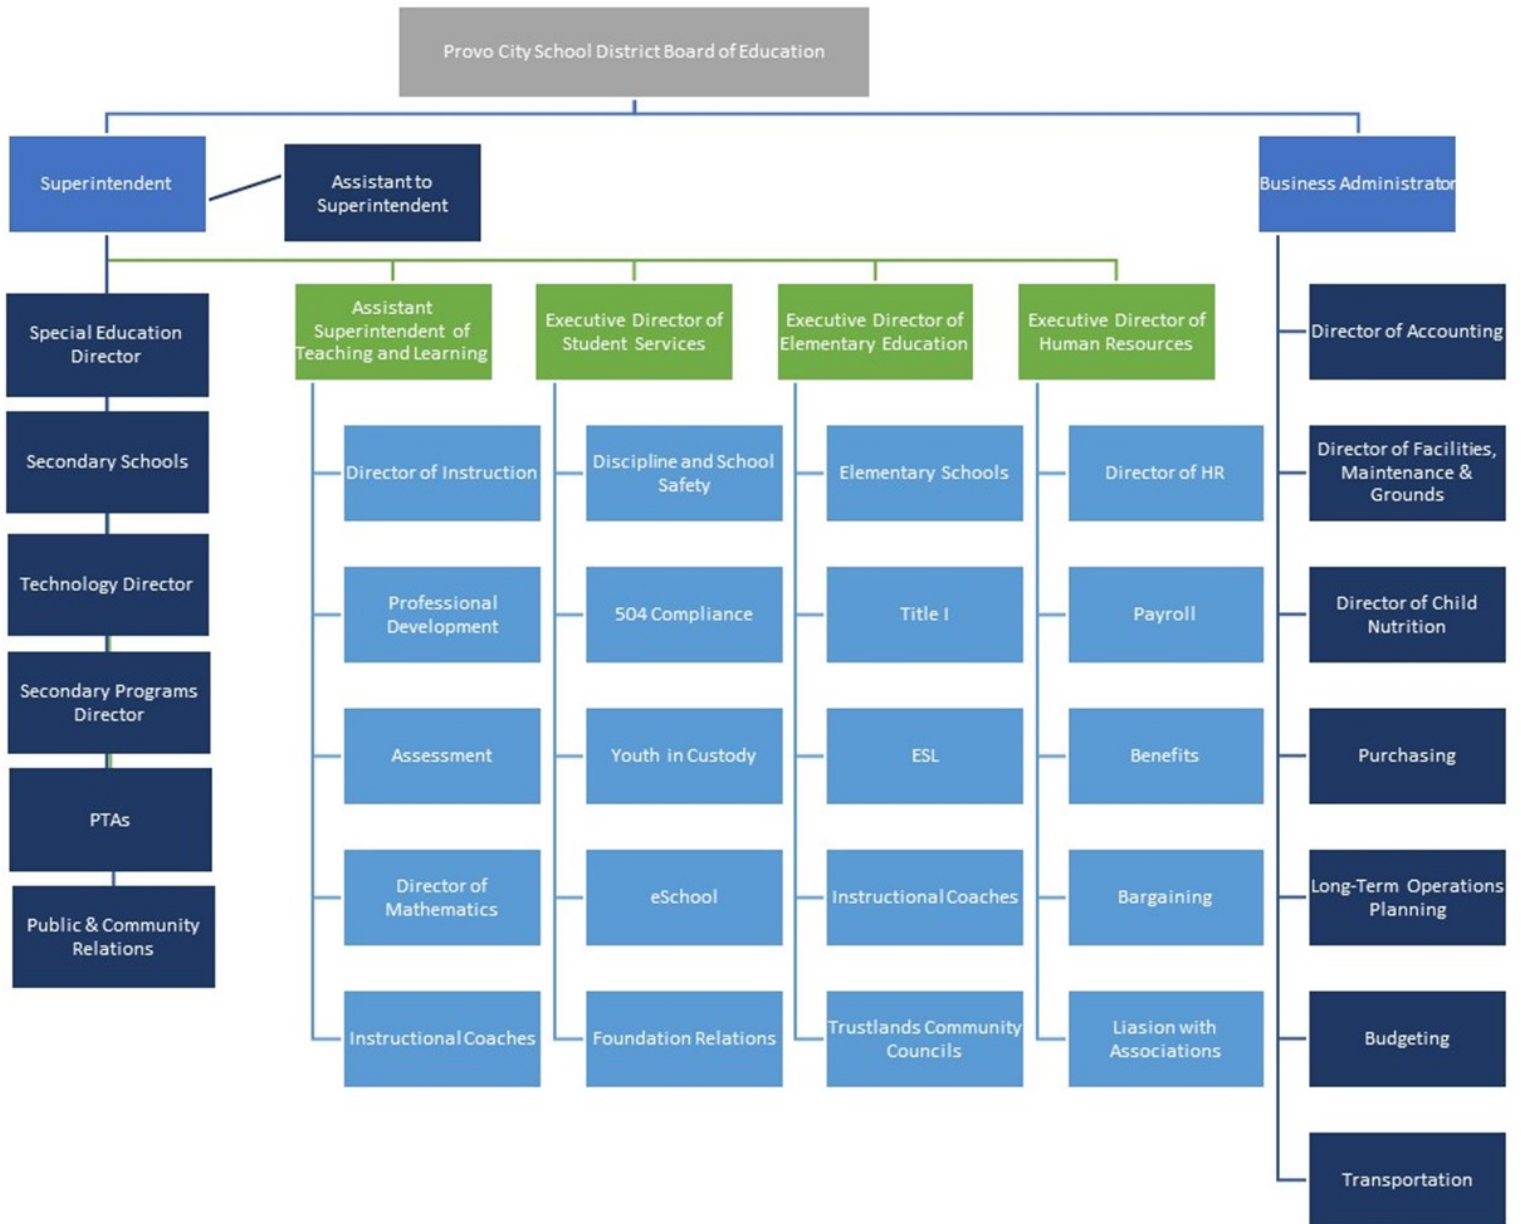 Provo City School District Board of Education
Superintendent
Assistant to
Superintendent
Business Administrator
Special Education
Director
Secondary Schools
Technology Director
Secondary Programs
Director
PTAs
Public & Community
Relations
Assistant
Superintendent of
Teaching and Learning
Director of Instruction
Professional
Development
Assessment
Director of
Mathematics
Instructional Coaches
Executive Director of
Student Services
Discipline and School
Safety
504 Compliance
Youth in Custody
eSchool
Foundation Relations
Executive Director of
Elementary Education
Elementary Schools
Title I
ESL
Instructional Coaches
Trustlands Community
Councils
Executive Director of
Human Resources
Director of HR
Payroll
Benefits
Bargaining
Liasion with
Associations
Director of Accounting
Director of Facilities,
Maintenance &
Grounds
Director of Child
Nutrition
Purchasing
Long-Term Operations
Planning
Budgeting
Transportation